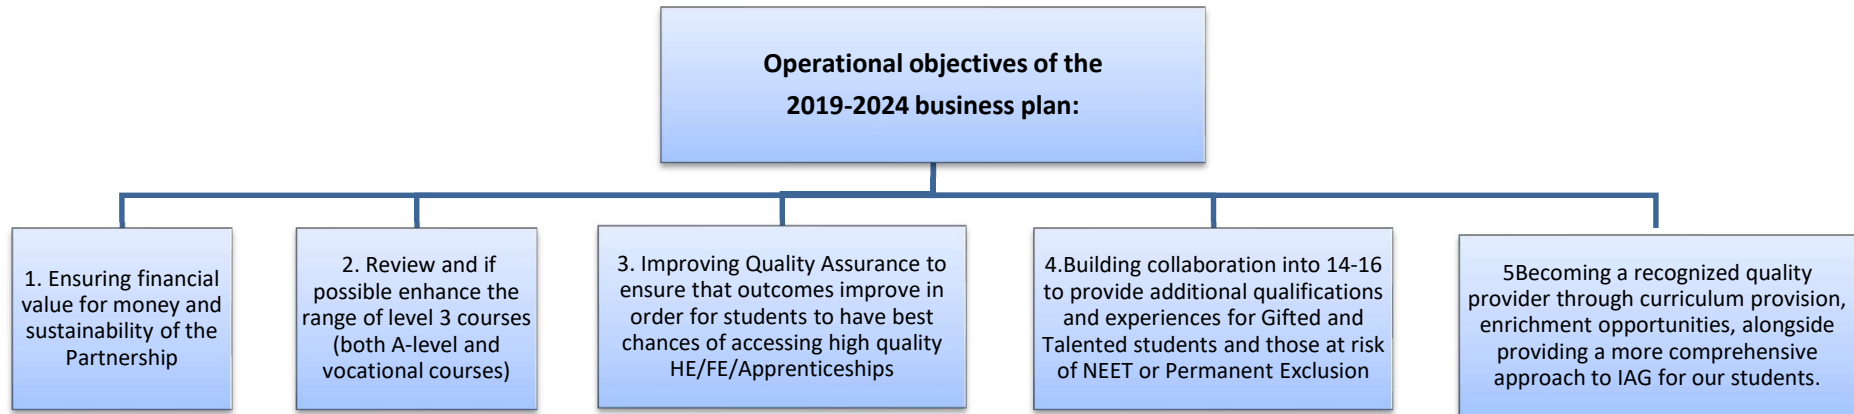 Operational objectives of the
2019-2024 business plan:
1. Ensuring financial
value for money and
sustainability of the
Partnership
2. Review and if
possible enhance the
range of level 3 courses
(both A-level and
vocational courses)
3. Improving Quality Assurance to
ensure that outcomes improve in
order for students to have best
chances of accessing high quality
HE/FE/Apprenticeships
4.Building collaboration into 14-16
to provide additional qualifications
and experiences for Gifted and
Talented students and those at risk
of NEET or Permanent Exclusion
5Becoming a recognized quality
provider through curriculum provision,
enrichment opportunities, alongside
providing a more comprehensive
approach to IAG for our students.